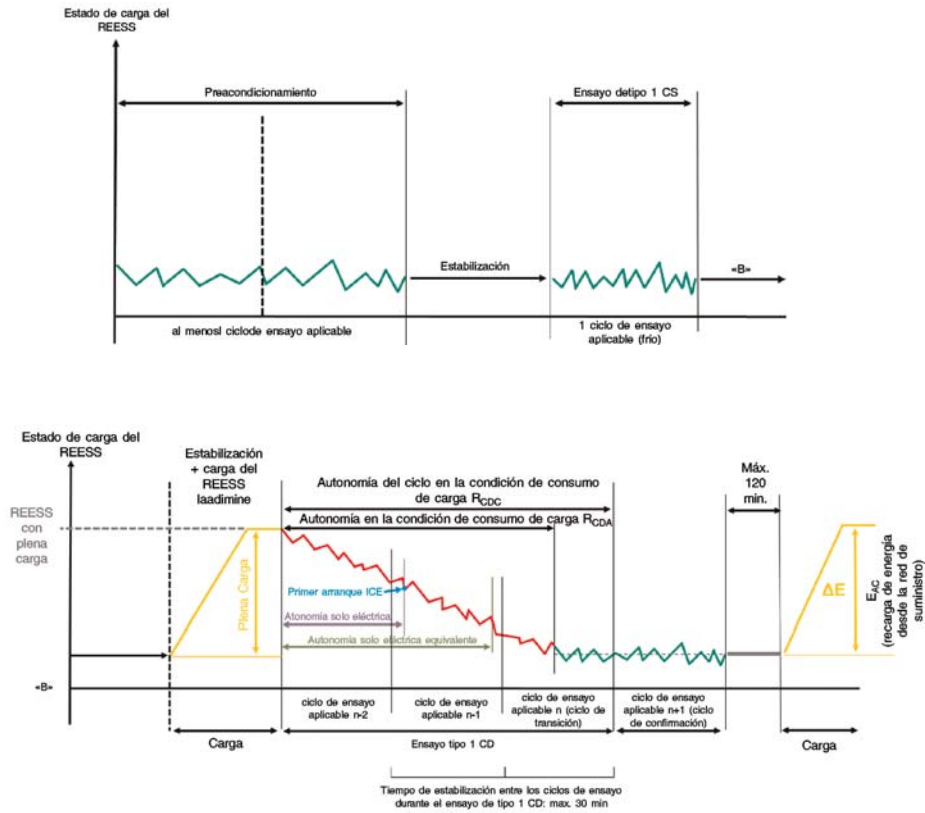 Estado de carga del
REESS
Preacondicionamiento
Ensayo detipo 1 CS
Estabilización
«B»
al menosl ciclode ensayo aplicable
1 ciclo de ensayo
aplicable (frío)
Estado de carga del
REESS
Estabilización
+ carga del
REESS
laadimine
Máx.
120
min.
Autonomía del ciclo en la condición de consumo
de carga RCDC
REESS
con
plena
carga
Autonomía en la condición de consumo de carga RCDA
Plena Carga
Primer arranque ICE
Atonomía solo eléctrica
Autonomía solo eléctrica equivalente
ΔE
EAC
(recarga de energía
desde la red de
suministro)
«B»
ciclo de ensayo
aplicable n-2
ciclo de ensayo
aplicable n-1
ciclo de ensayo
aplicable n (ciclo de
transición)
ciclo de ensayo
aplicable n+1 (ciclo
de confirmación)
Carga
Ensayo tipo 1 CD
Carga
Tiempo de estabilización entre los ciclos de ensayo
durante el ensayo de tipo 1 CD: max. 30 min